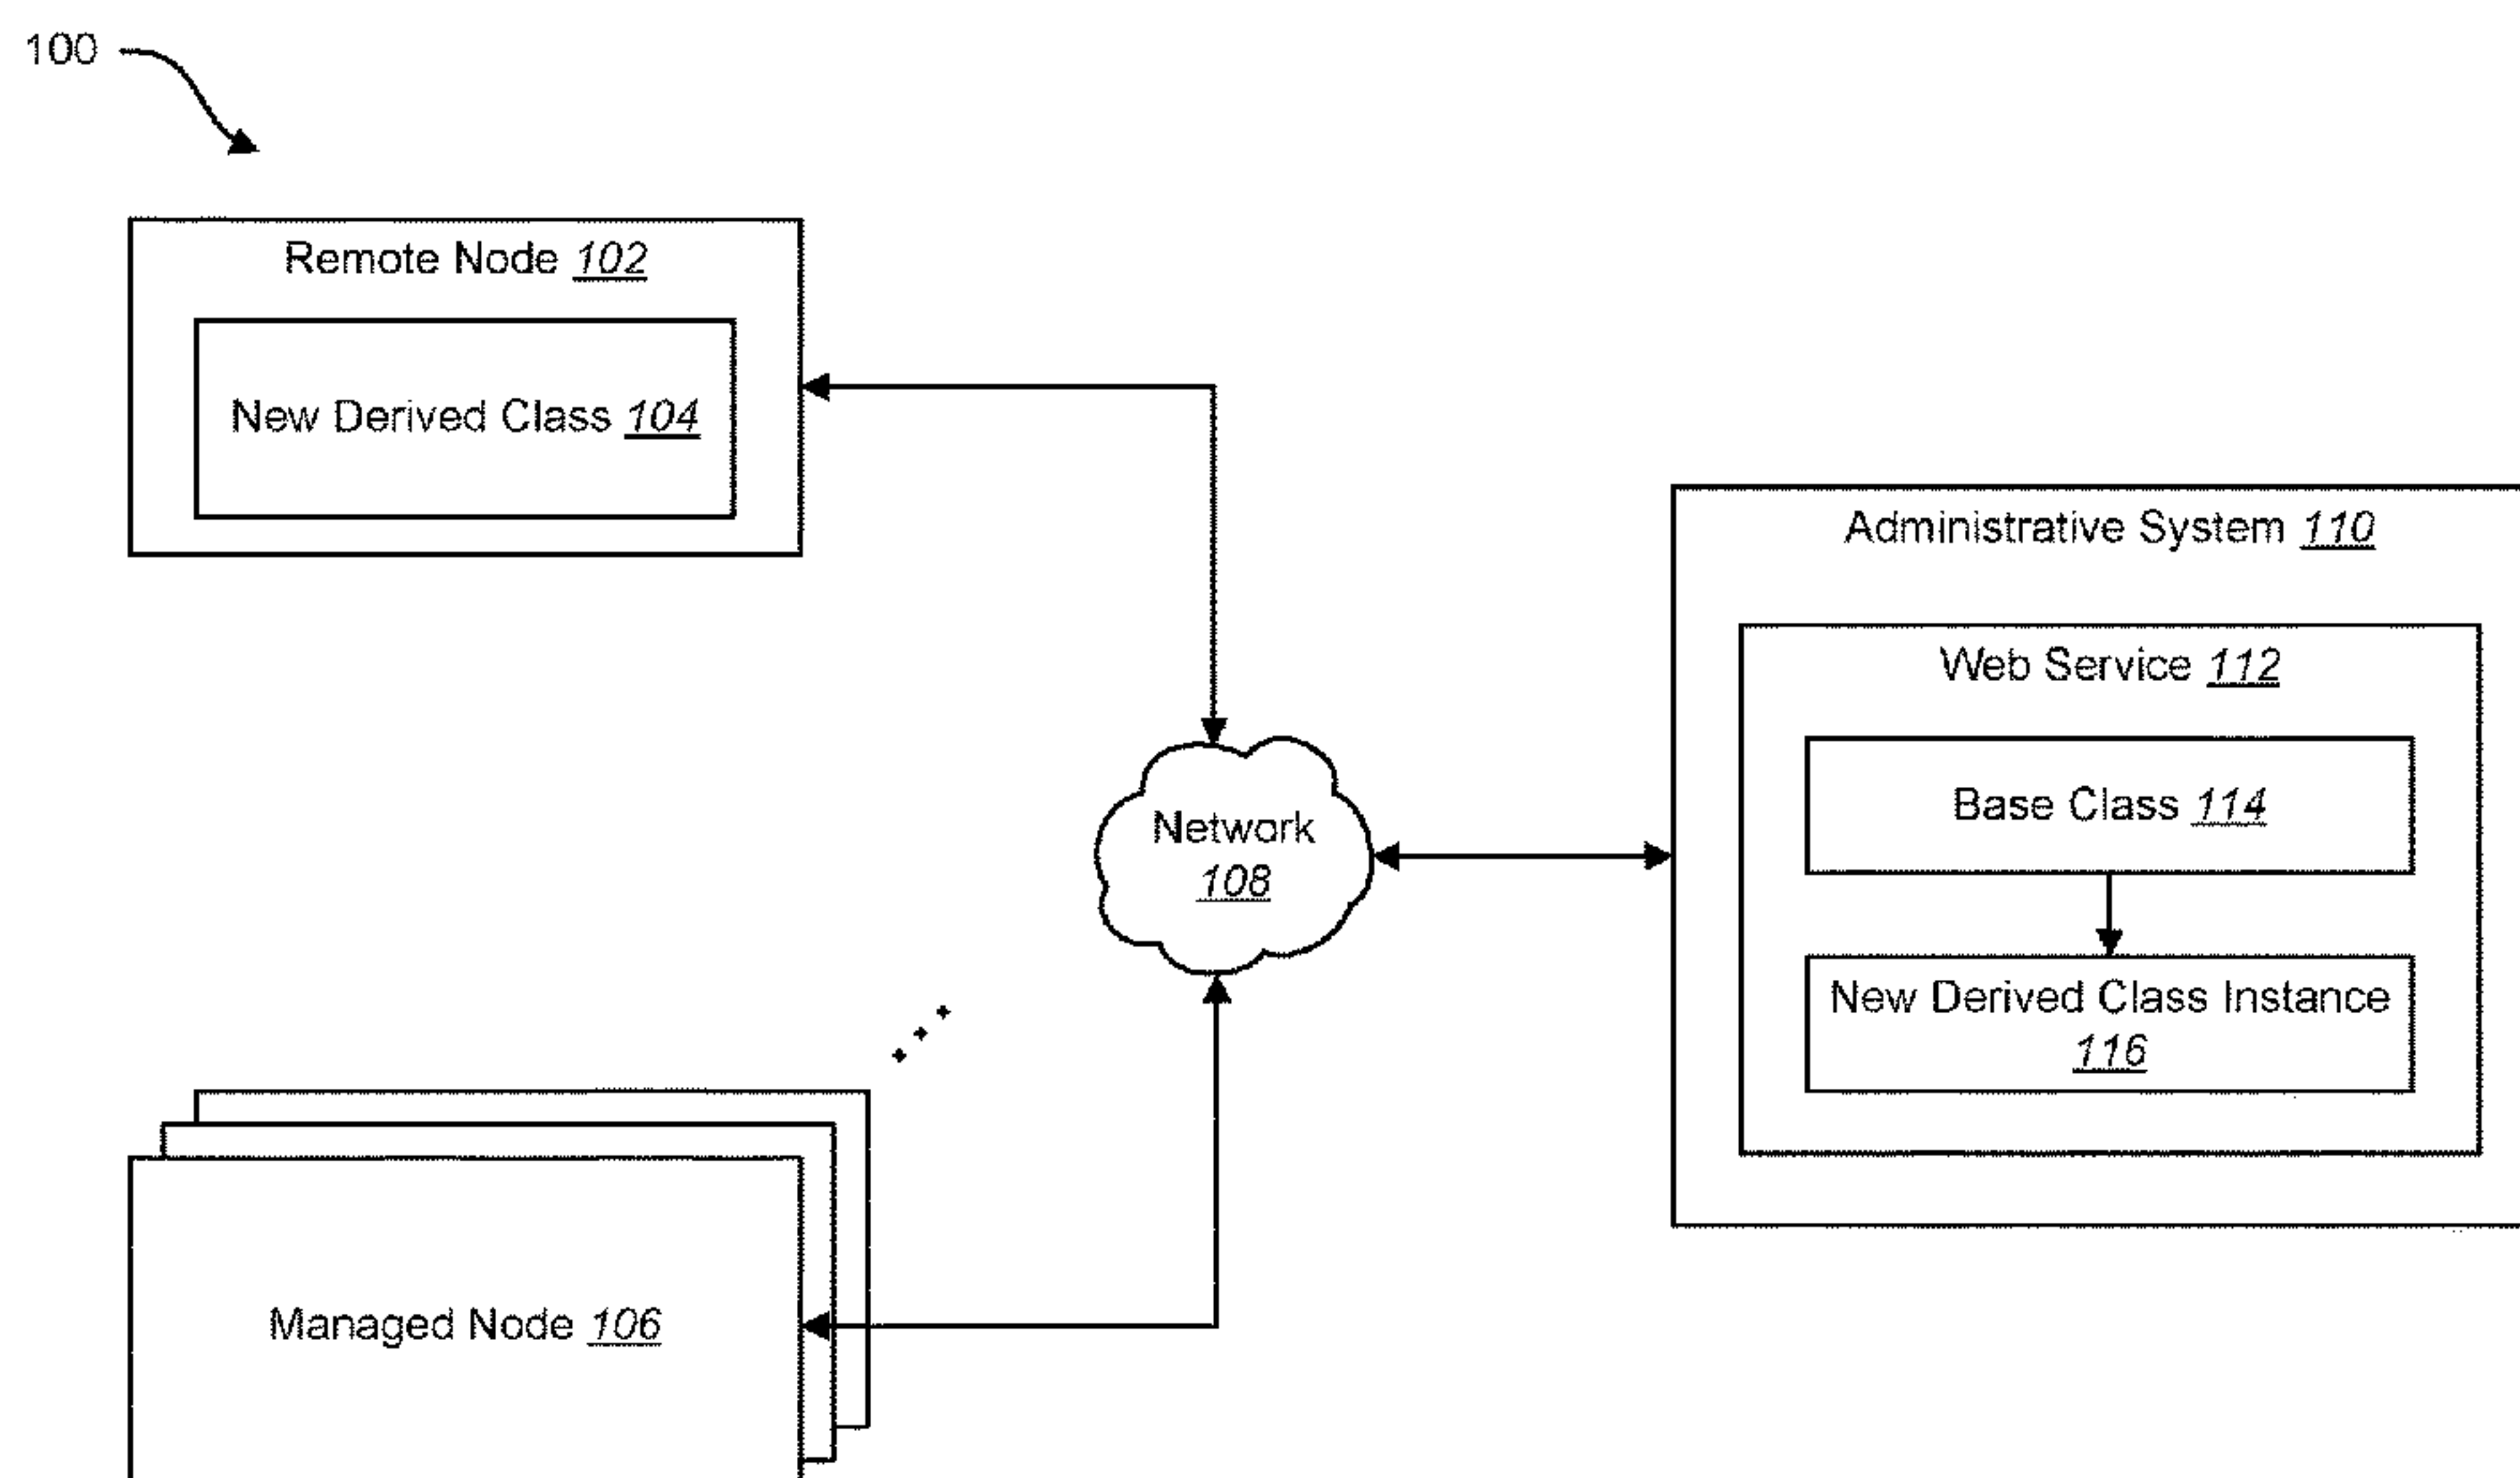 100
Remote Node 102
New Derived Class 104
Administrative System 110
Web Service 112
Base Class 114
Network
108
New Derived Class Instance
116
Managed Node 106